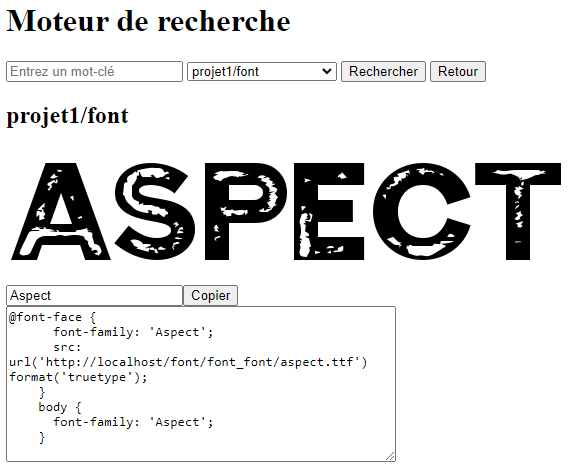 Moteur de recherche
Entrez un mot-clé projet1/font Rechercher Retour
projet1/font
ASPECT
Aspect Copier
@font-face {
font-family: 'Aspect';
src:
url('http://localhost/font/font_font/aspect.ttf')
format('truetype');
}
body {
font-family: 'Aspect';
}